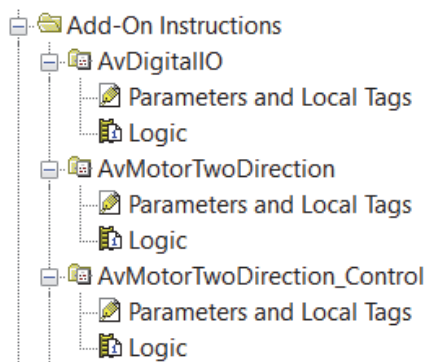 Add-On Instructions
AvDigitalIO
Parameters and Local Tags
Logic
AvMotorTwoDirection
Parameters and Local Tags
Logic
AvMotorTwoDirection_Control
Parameters and Local Tags
Logic